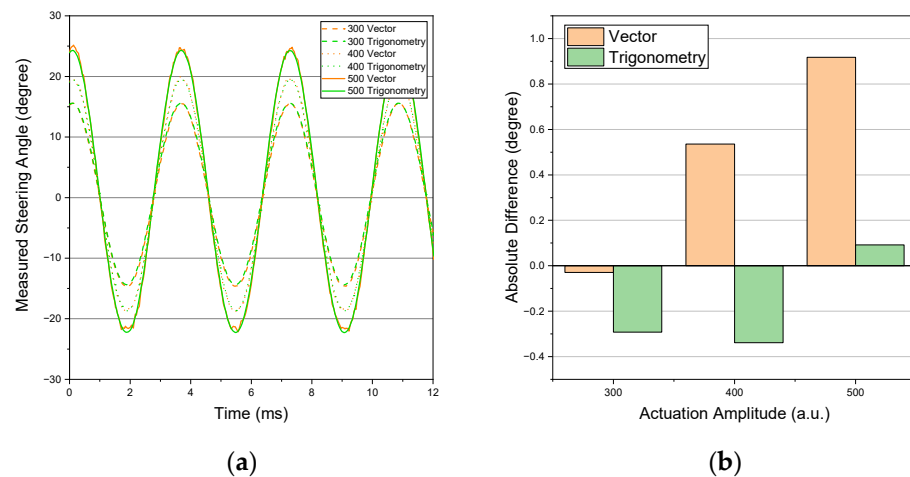 30
20
10
0
−10
−20
−30
0
2
4
6
8
10
12
Measured Steering Angle (degree)
Time (ms)
300 Vector
300 Trigonometry
400 Vector
400 Trigonometry
500 Vector
500 Trigonometry
(a)
1.0
0.8
0.6
0.4
0.2
0.0
−0.2
−0.4
300
400
500
Absolute Difference (degree)
Actuation Amplitude (a.u.)
Vector
Trigonometry
(b)